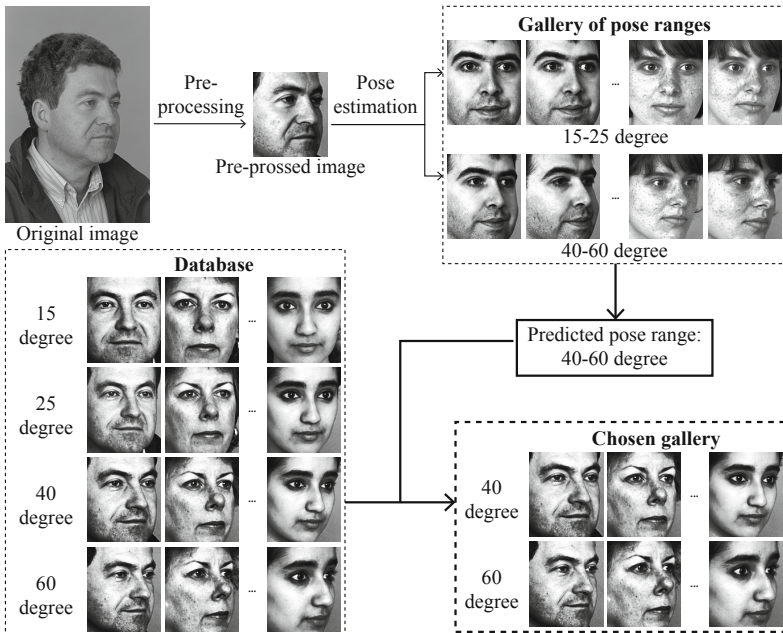 Gallery of pose ranges
Pre-
processing
Pose
estimation
...
...
15-25 degree
Pre-prossed image
...
...
40-60 degree
Original image
Database
15
degree
...
25
degree
...
40
degree
...
60
degree
...
Predicted pose range:
40-60 degree
Chosen gallery
40
degree
...
60
degree
...